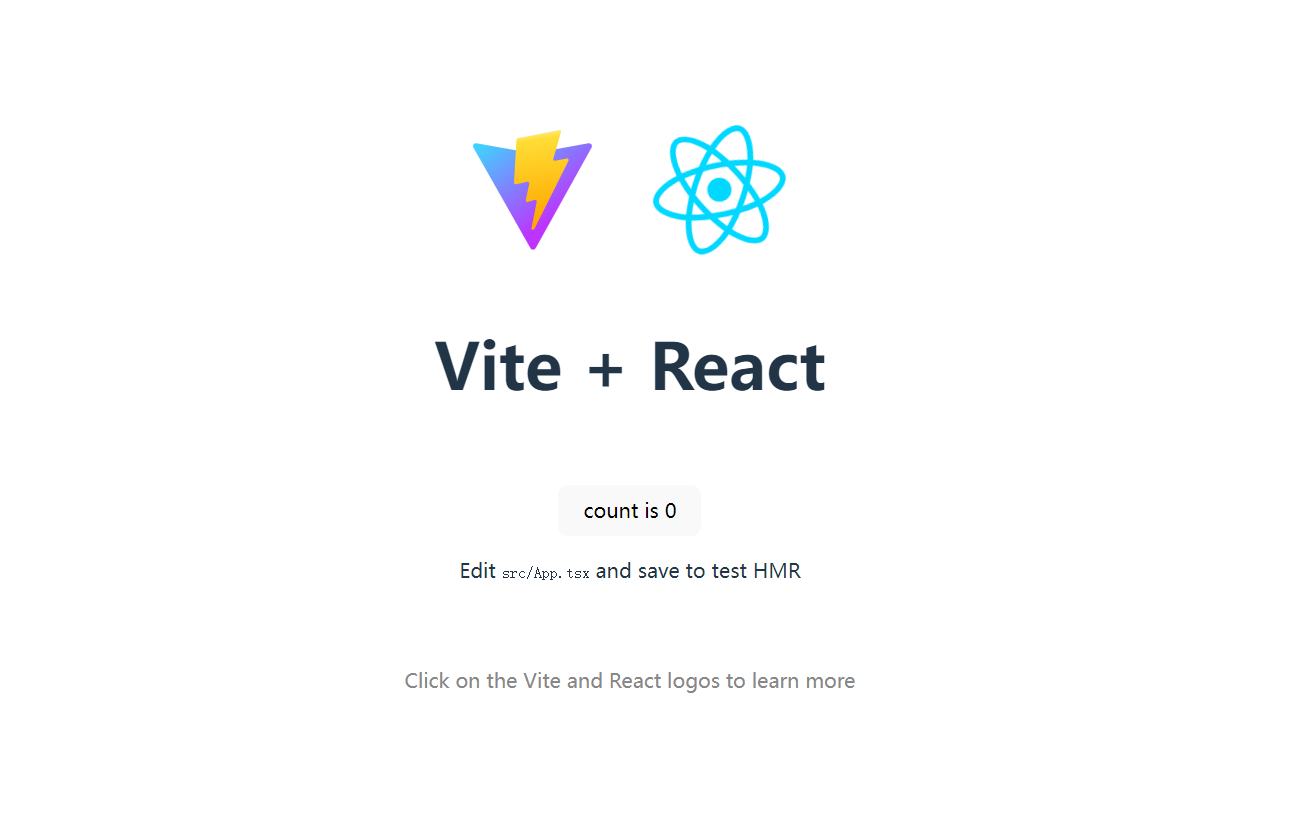 Vite + React
count is 0
Edit src/App.tsx and save to test HMR
Click on the Vite and React logos to learn more